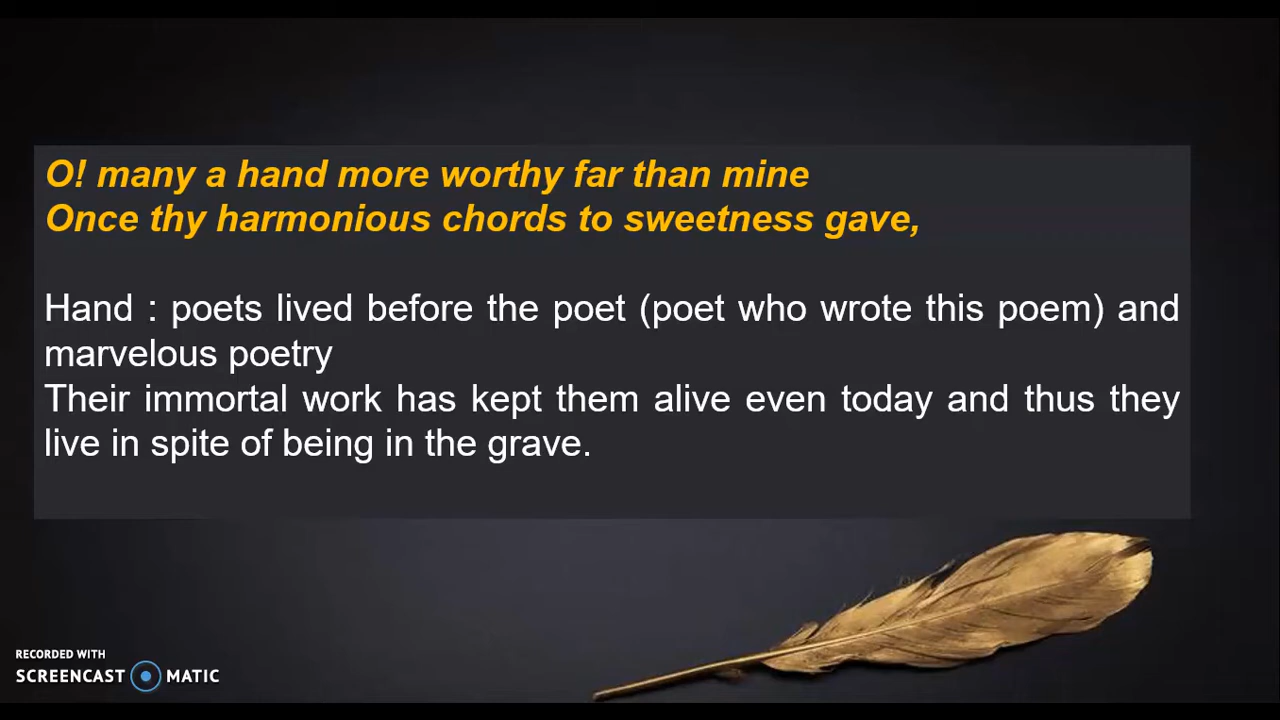 O! many a hand more worthy far than mine
Once thy harmonious chords to sweetness gave,
Hand : poets lived before the poet (poet who wrote this poem) and
marvelous poetry
Their immortal work has kept them alive even today and thus they
live in spite of being in the grave.
RECORDED WITH
SCREENCAST MATIC